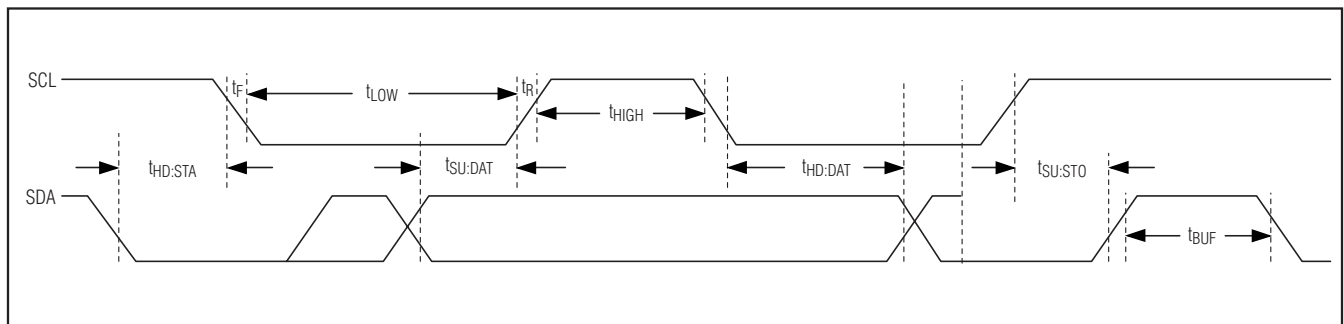 SCL
tF
tLOW
tR
tHIGH
tHD:STA
tSU:DAT
tHD:DAT
tSU:STO
SDA
tBUF